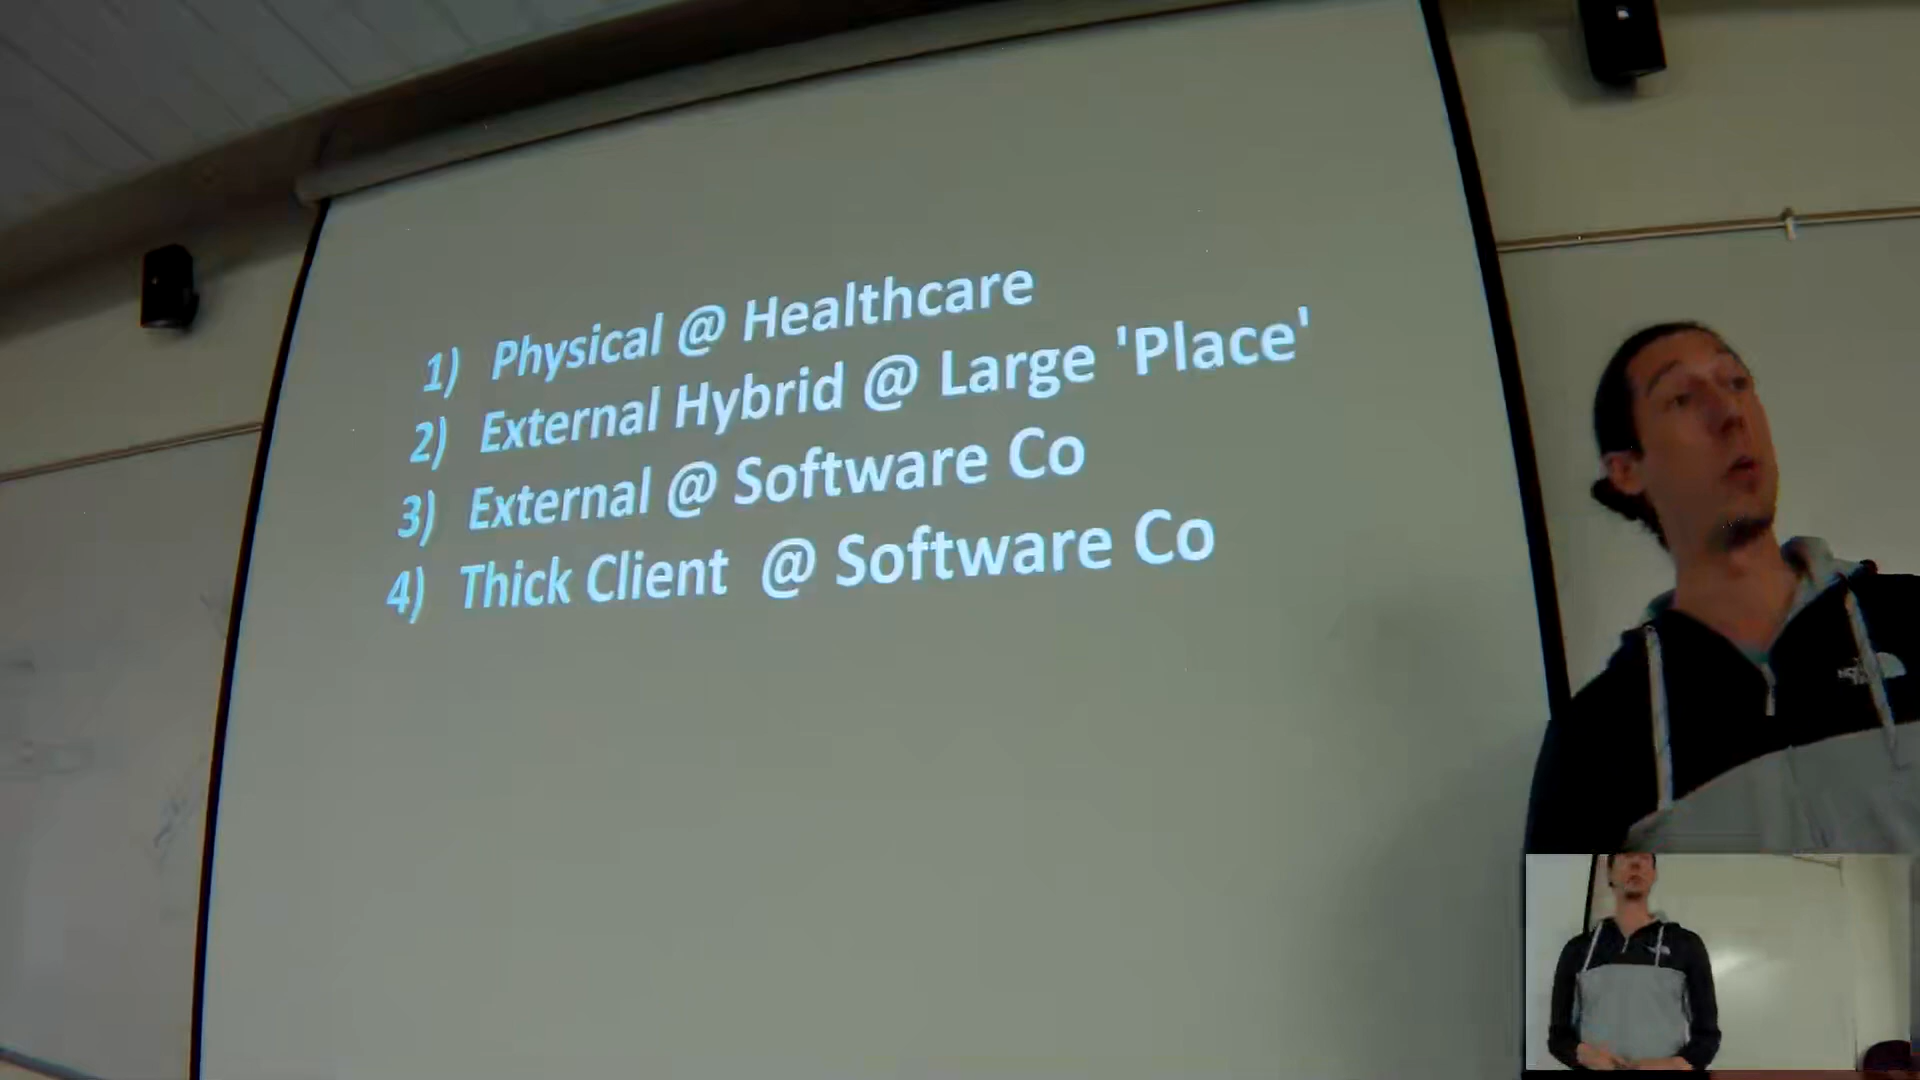 1) Physical @ Healthcare
2) External Hybrid @ Large 'Place'
3) External @ Software Co
4) Thick Client @ Software Co